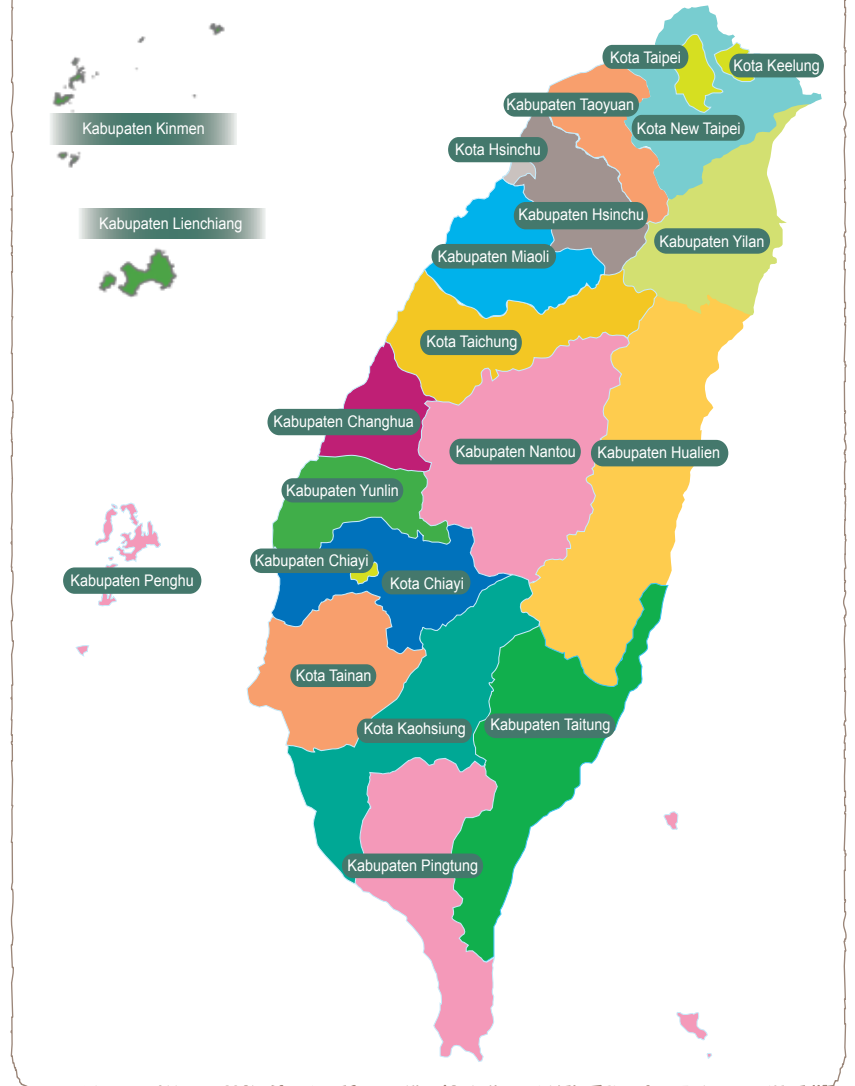 Kota Taipei
Kota Keelung
Kabupaten Taoyuan
Kota New Taipei
Kabupaten Kinmen
Kota Hsinchu
Kabupaten Hsinchu
Kabupaten Lienchiang
Kabupaten Yilan
Kabupaten Miaoli
Kota Taichung
Kabupaten Changhua
Kabupaten Nantou
Kabupaten Hualien
Kabupaten Yunlin
Kabupaten Chiayi
Kota Chiayi
Kabupaten Penghu
Kota Tainan
Kota Kaohsiung
Kabupaten Taitung
Kabupaten Pingtung